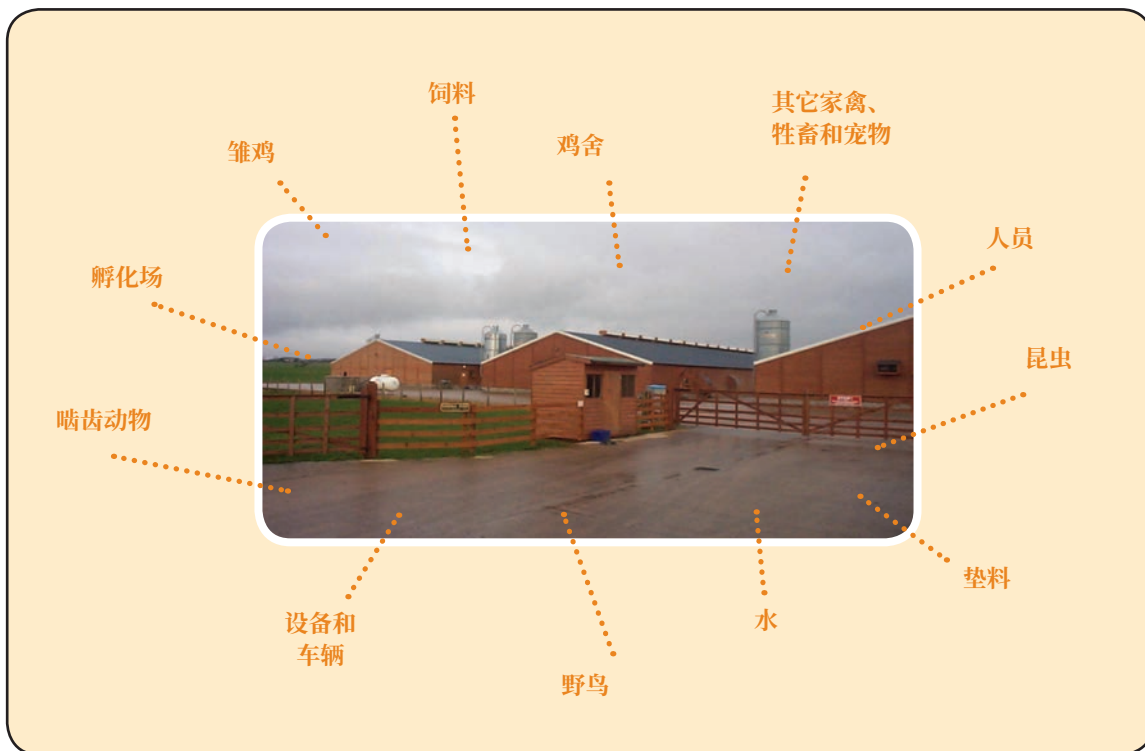 饲料
其它家禽、
牲畜和宠物
鸡舍
雏鸡
人员
孵化场
昆虫
啮齿动物
垫料
设备和
车辆
水
野鸟